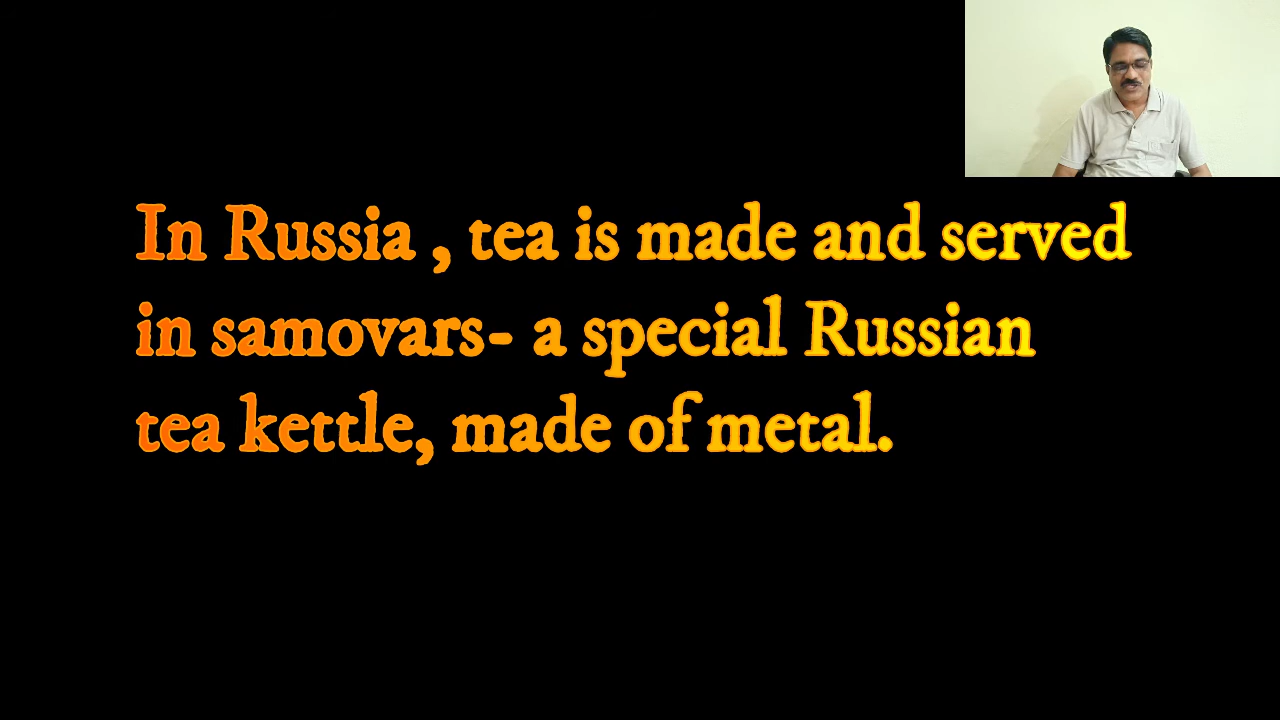 In Russia , tea is made and served
in samovars- a special Russian
tea kettle, made of metal.